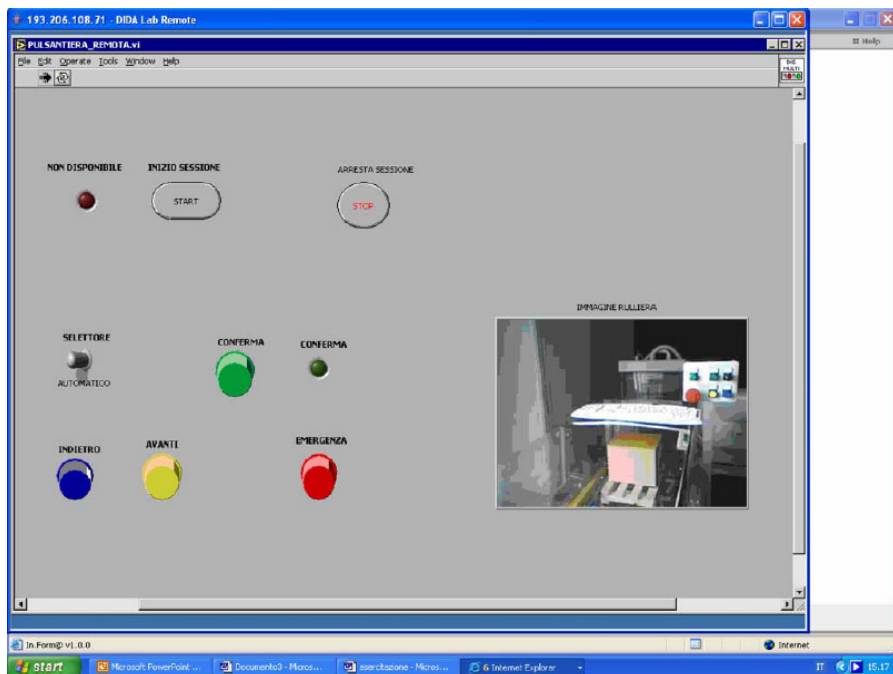 193.206.108.71 - DIDA Lab Remote
PULSANTIERA_REMOTA.vi
File Edit Operate Tools Window Help
Help
NON DISPONIBILE
INIZIO SESSIONE
ARRESTA SESSIONE
START
STOP
IMMAGINE RULLIERA
SELETTORE
CONFERMA
CONFERMA
AUTOMATICO
INDIETRO
AVANTI
EMERGENZA
In.Form@ v1.0.0
Internet
start
Microsoft PowerPoint ...
Documento3 - Micros...
esercitazione - Micros...
6 Internet Explorer
IT
15.17